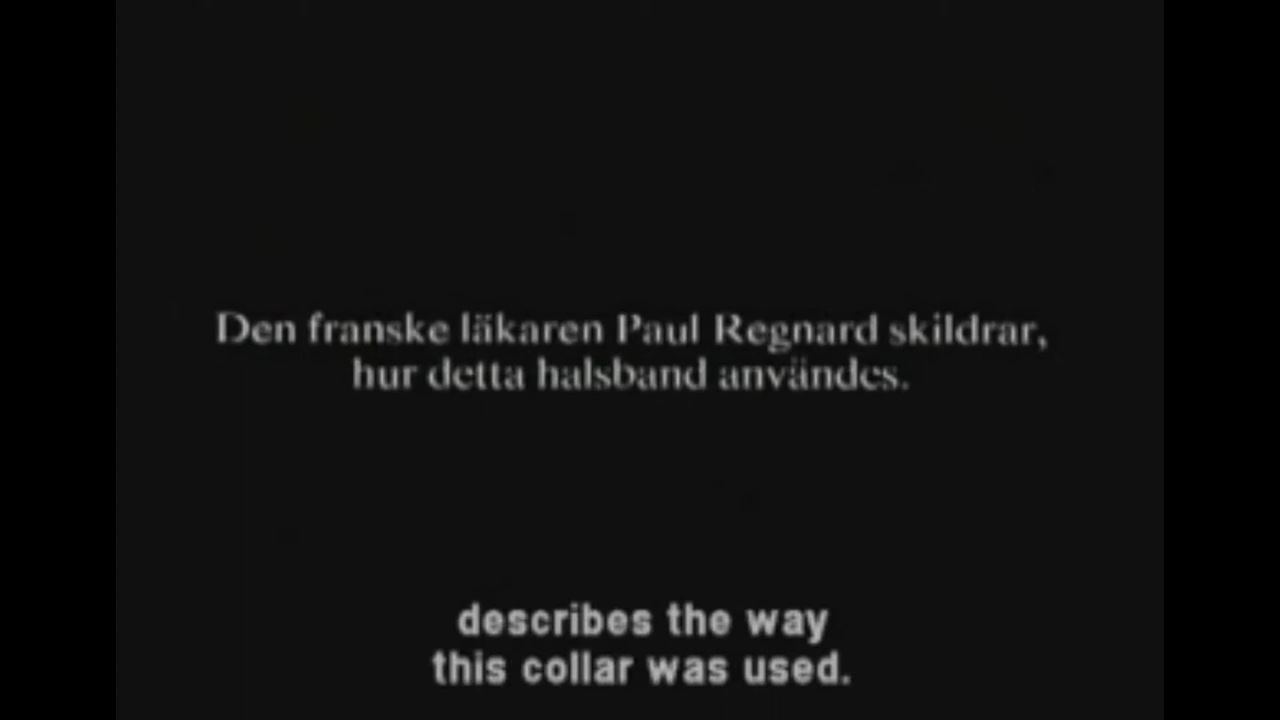 Den franske läkaren Paul Regnard skildrar,
hur detta halsband användes.
describes the way
this collar was used.